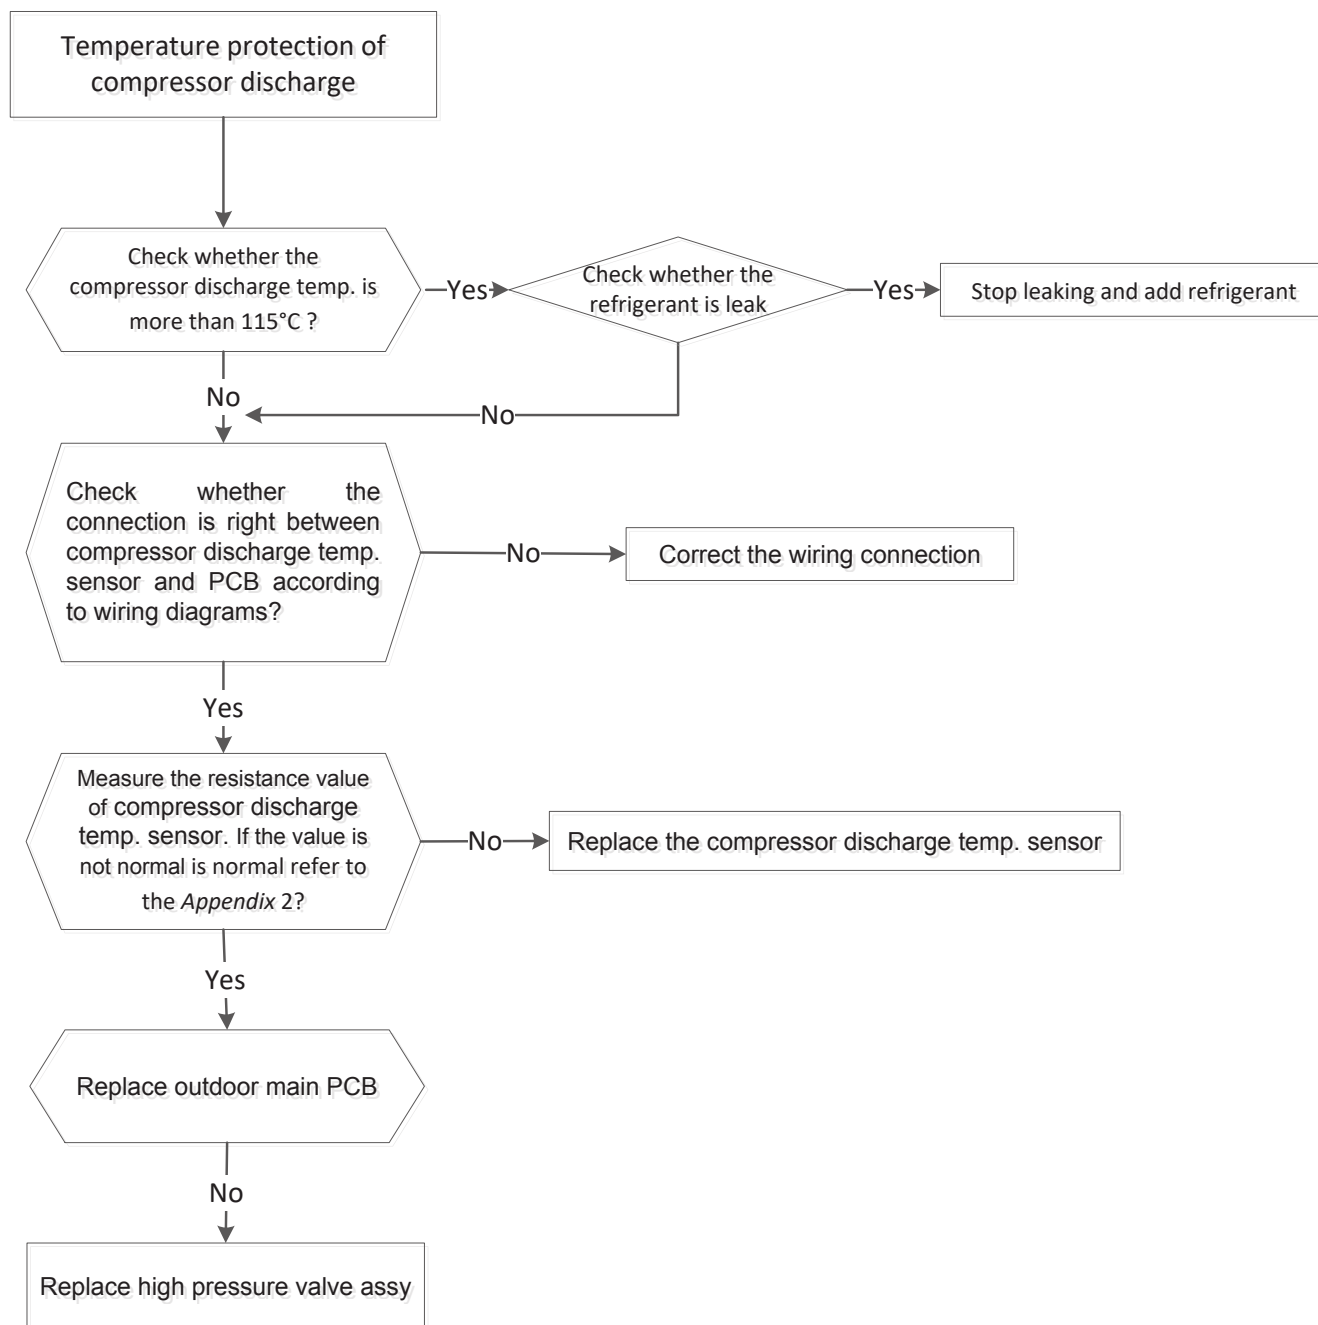 Temperature protection of
compressor discharge
Check whether the
compressor discharge temp. is
more than 115°C ?
Yes
Check whether the
refrigerant is leak
Yes
Stop leaking and add refrigerant
No
No
Check whether the
connection is right between
compressor discharge temp.
sensor and PCB according
to wiring diagrams?
No
Correct the wiring connection
Yes
Measure the resistance value
of compressor discharge
temp. sensor. If the value is
not normal is normal refer to
the Appendix 2?
No
Replace the compressor discharge temp. sensor
Yes
Replace outdoor main PCB
No
Replace high pressure valve assy